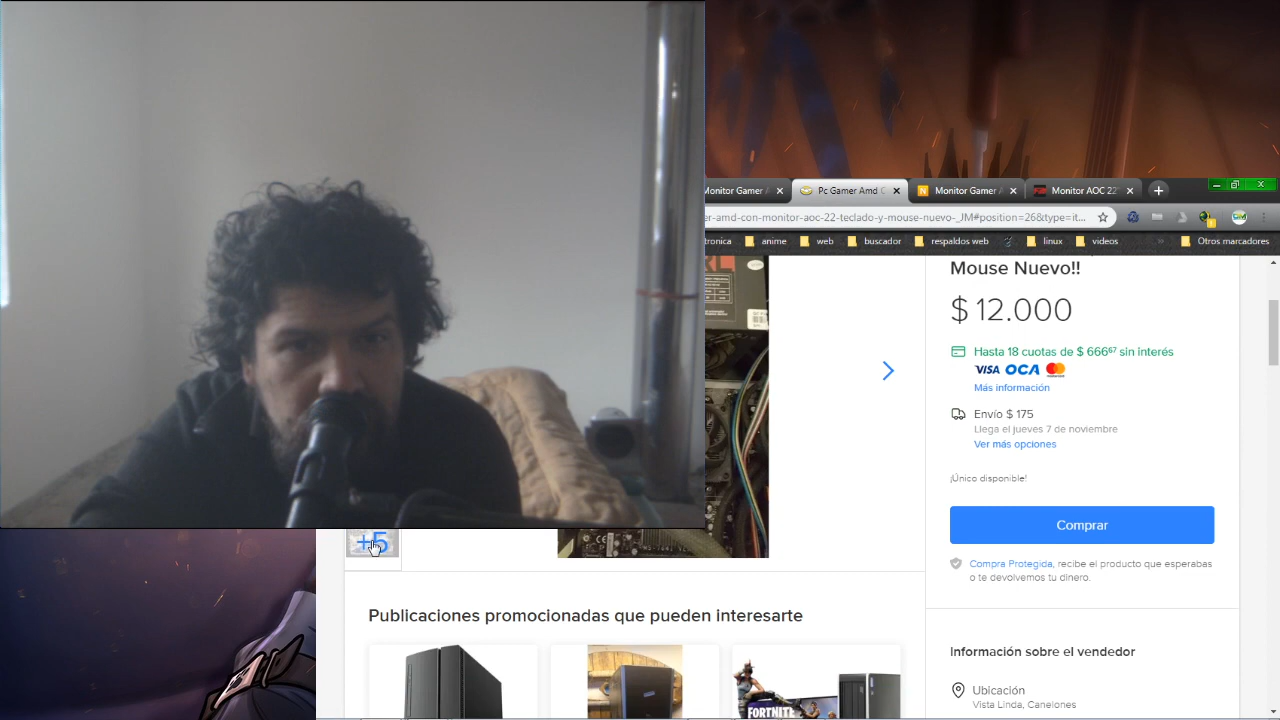 Monitor Gamer
Pc Gamer Amd C
Monitor Gamer A
Monitor AOC 22
er-amd-con-monitor-aoc-22-teclado-y-mouse-nuevo-_JM#position=26&type=it...
tronica
anime
web
buscador
respaldos web
linux
videos
»
Otros marcadores
Mouse Nuevo!!
$ 12.000
Hasta 18 cuotas de $ 666⁶⁷ sin interés
VISA OCA
Más información
Envío $ 175
Llega el jueves 7 de noviembre
Ver más opciones
¡Único disponible!
Comprar
Compra Protegida, recibe el producto que esperabas
o te devolvemos tu dinero.
+5
Publicaciones promocionadas que pueden interesarte
FORTNITE
Información sobre el vendedor
Ubicación
Vista Linda, Canelones